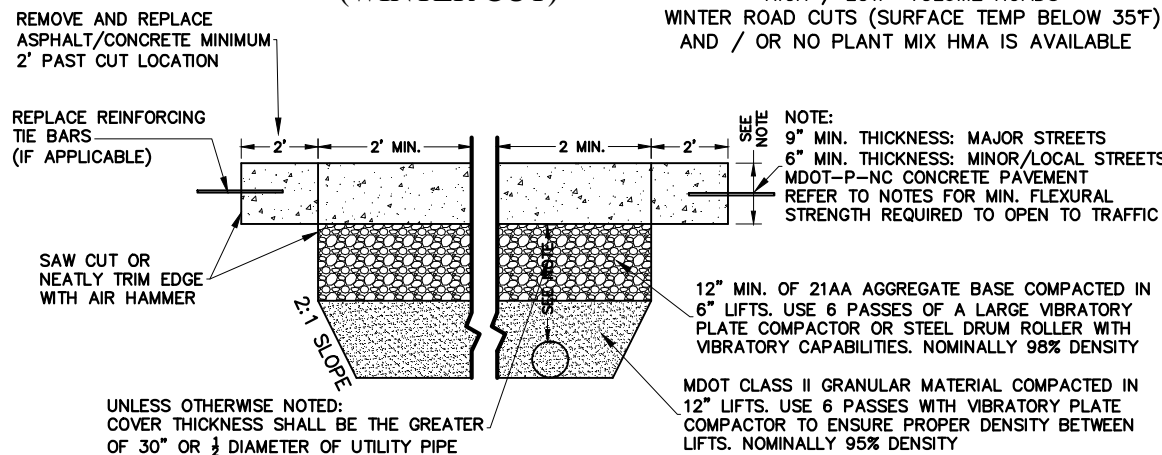 (WINTER CUT)
WINTER ROAD CUTS (SURFACE TEMP BELOW 35°F)
AND / OR NO PLANT MIX HMA IS AVAILABLE
REMOVE AND REPLACE
ASPHALT/CONCRETE MINIMUM
2' PAST CUT LOCATION
REPLACE REINFORCING
TIE BARS
(IF APPLICABLE)
2'
2' MIN.
2 MIN.
2'
SEE
NOTE
NOTE:
9" MIN. THICKNESS: MAJOR STREETS
6" MIN. THICKNESS: MINOR/LOCAL STREETS
MDOT-P-NC CONCRETE PAVEMENT
REFER TO NOTES FOR MIN. FLEXURAL
STRENGTH REQUIRED TO OPEN TO TRAFFIC
SAW CUT OR
NEATLY TRIM EDGE
WITH AIR HAMMER
SEE NOTE
2:1 SLOPE
12" MIN. OF 21AA AGGREGATE BASE COMPACTED IN
6" LIFTS. USE 6 PASSES OF A LARGE VIBRATORY
PLATE COMPACTOR OR STEEL DRUM ROLLER WITH
VIBRATORY CAPABILITIES. NOMINALLY 98% DENSITY
MDOT CLASS II GRANULAR MATERIAL COMPACTED IN
12" LIFTS. USE 6 PASSES WITH VIBRATORY PLATE
COMPACTOR TO ENSURE PROPER DENSITY BETWEEN
LIFTS. NOMINALLY 95% DENSITY
UNLESS OTHERWISE NOTED:
COVER THICKNESS SHALL BE THE GREATER
OF 30" OR ½ DIAMETER OF UTILITY PIPE